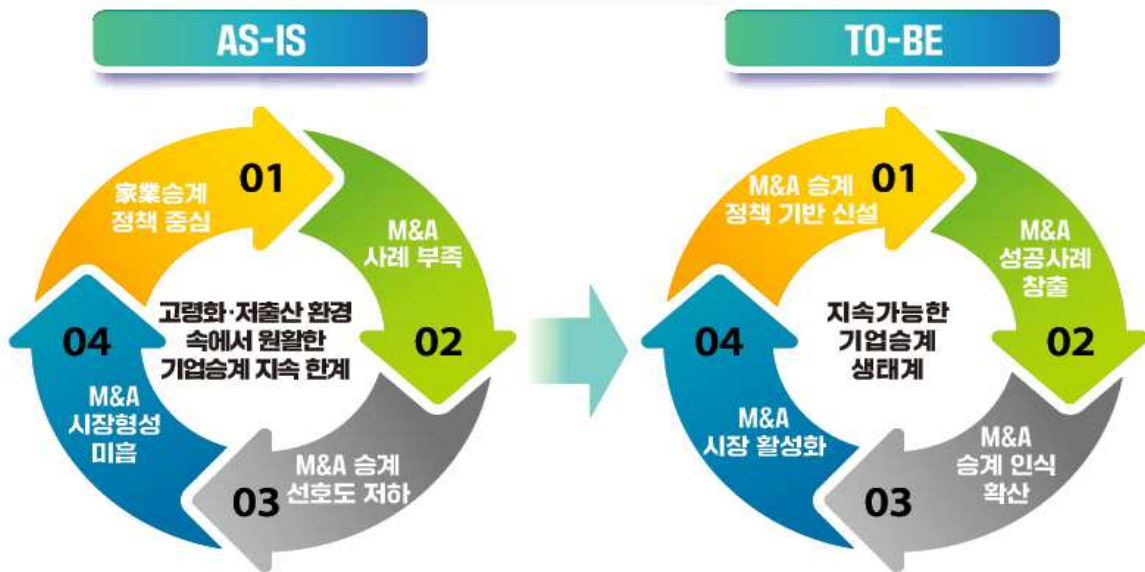 AS-IS
01
家業승계
정책 중심
M&A
사례 부족
02
M&A 승계
선호도 저하
03
04
M&A
시장형성
미흡
고령화·저출산 환경
속에서 원활한
기업승계 지속 한계
TO-BE
01
M&A 승계
정책 기반 신설
M&A
성공사례
창출
02
M&A
승계 인식
확산
03
04
M&A
시장 활성화
지속가능한
기업승계
생태계